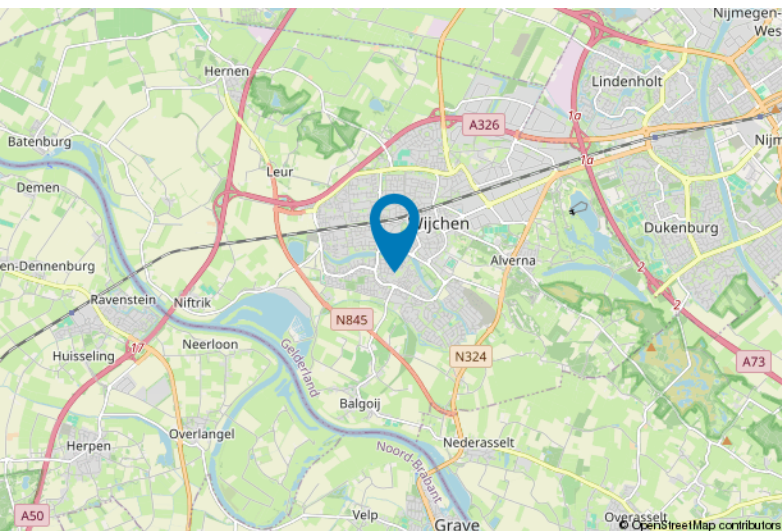 Nijmegen-
Wes
Hernen
Lindenholt
A326
1a
Batenburg
1a
Nijm
Leur
Demen
Wijchen
Dukenburg
Alverna
en-Dennenburg
2
Ravenstein
Niftrik
2
N845
Neerloon
17
Gelderland
Huisseling
N324
A73
Balgoij
Overlangel
Herpen
Nederasselt
Noord-Brabant
A50
Velp
Grave
Overasselt
© OpenStreetMap contributors